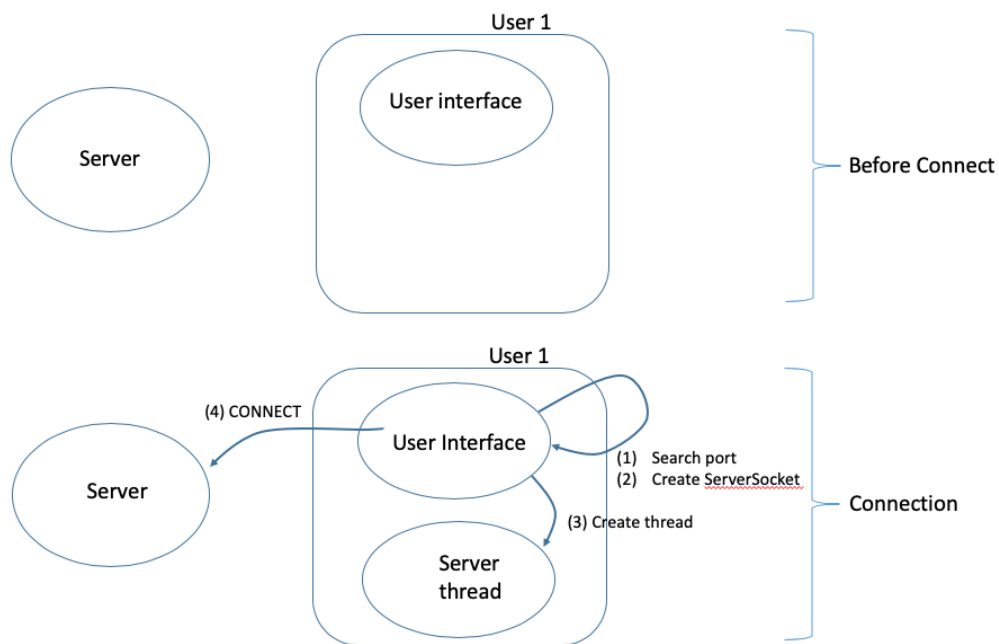 User 1
User interface
Server
Before Connect
User 1
(4) CONNECT
User Interface
(1) Search port
(2) Create ServerSocket
Server
Connection
(3) Create thread
Server
thread